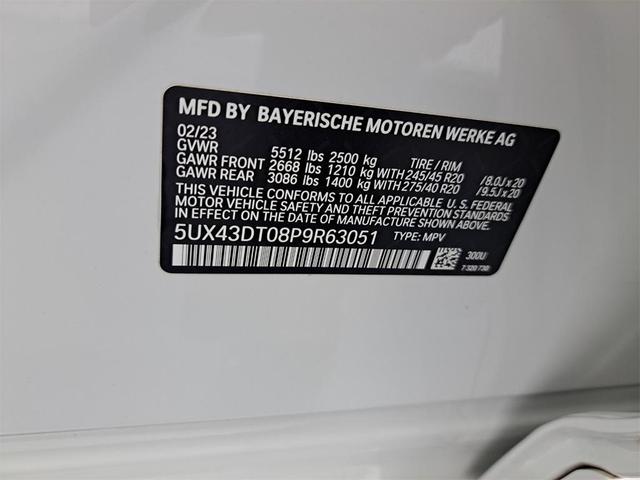 MFD BY BAYERISCHE MOTOREN WERKE AG
02/23
GVWR 5512 lbs 2500 kg TIRE / RIM
GAWR FRONT 2668 lbs 1210 kg WITH 245/45 R20 /8.0J x 20
GAWR REAR 3086 lbs 1400 kg WITH 275/40 R20 /9.5J x 20
THIS VEHICLE CONFORMS TO ALL APPLICABLE U. S. FEDERAL
MOTOR VEHICLE SAFETY AND THEFT PREVENTION STANDARDS
IN EFFECT ON THE DATE OF MANUFACTURE SHOWN ABOVE.
5UX43DT08P9R63051 TYPE: MPV
300U
7 320 730